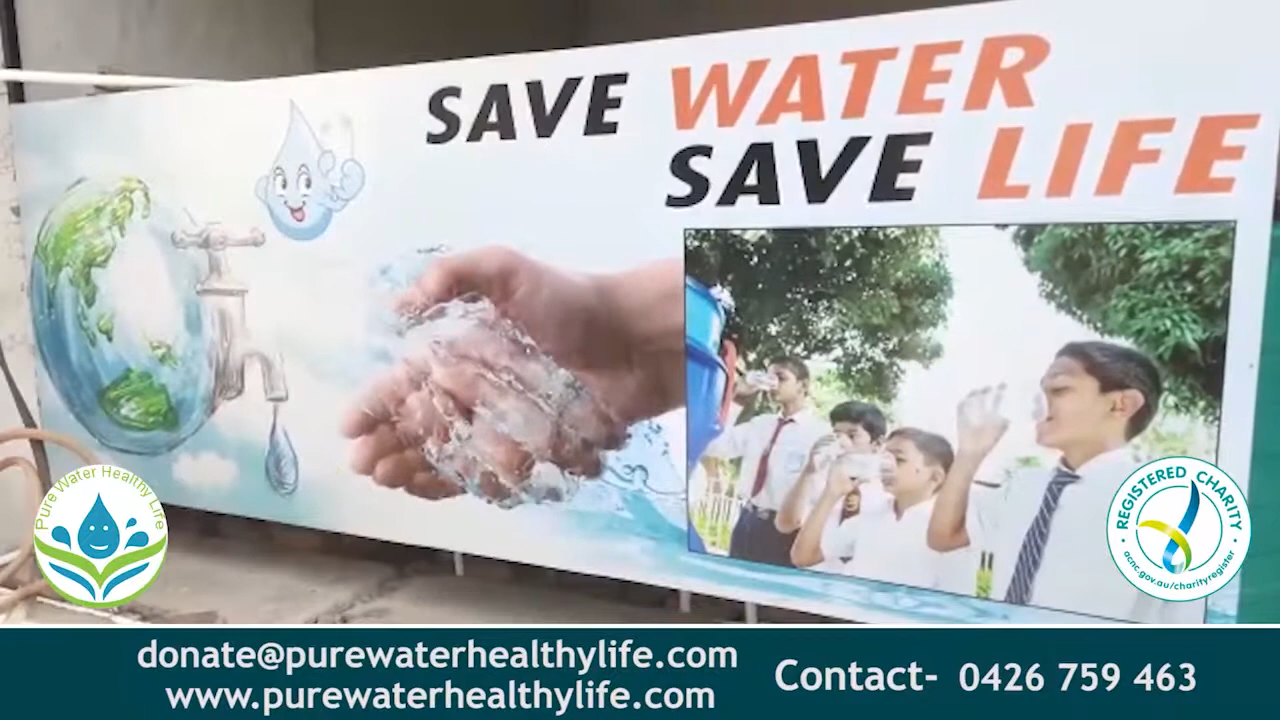 SAVE WATER
SAVE LIFE
Pure Water Healthy Life
REGISTERED CHARITY
acnc.gov.au/charityregister
donate@purewaterhealthylife.com
www.purewaterhealthylife.com
Contact- 0426 759 463